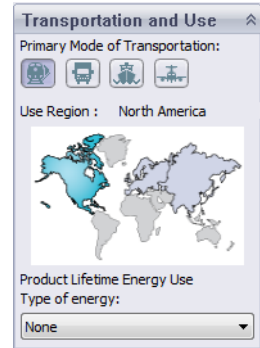 Transportation and Use
Primary Mode of Transportation:
Use Region : North America
Product Lifetime Energy Use
Type of energy:
None